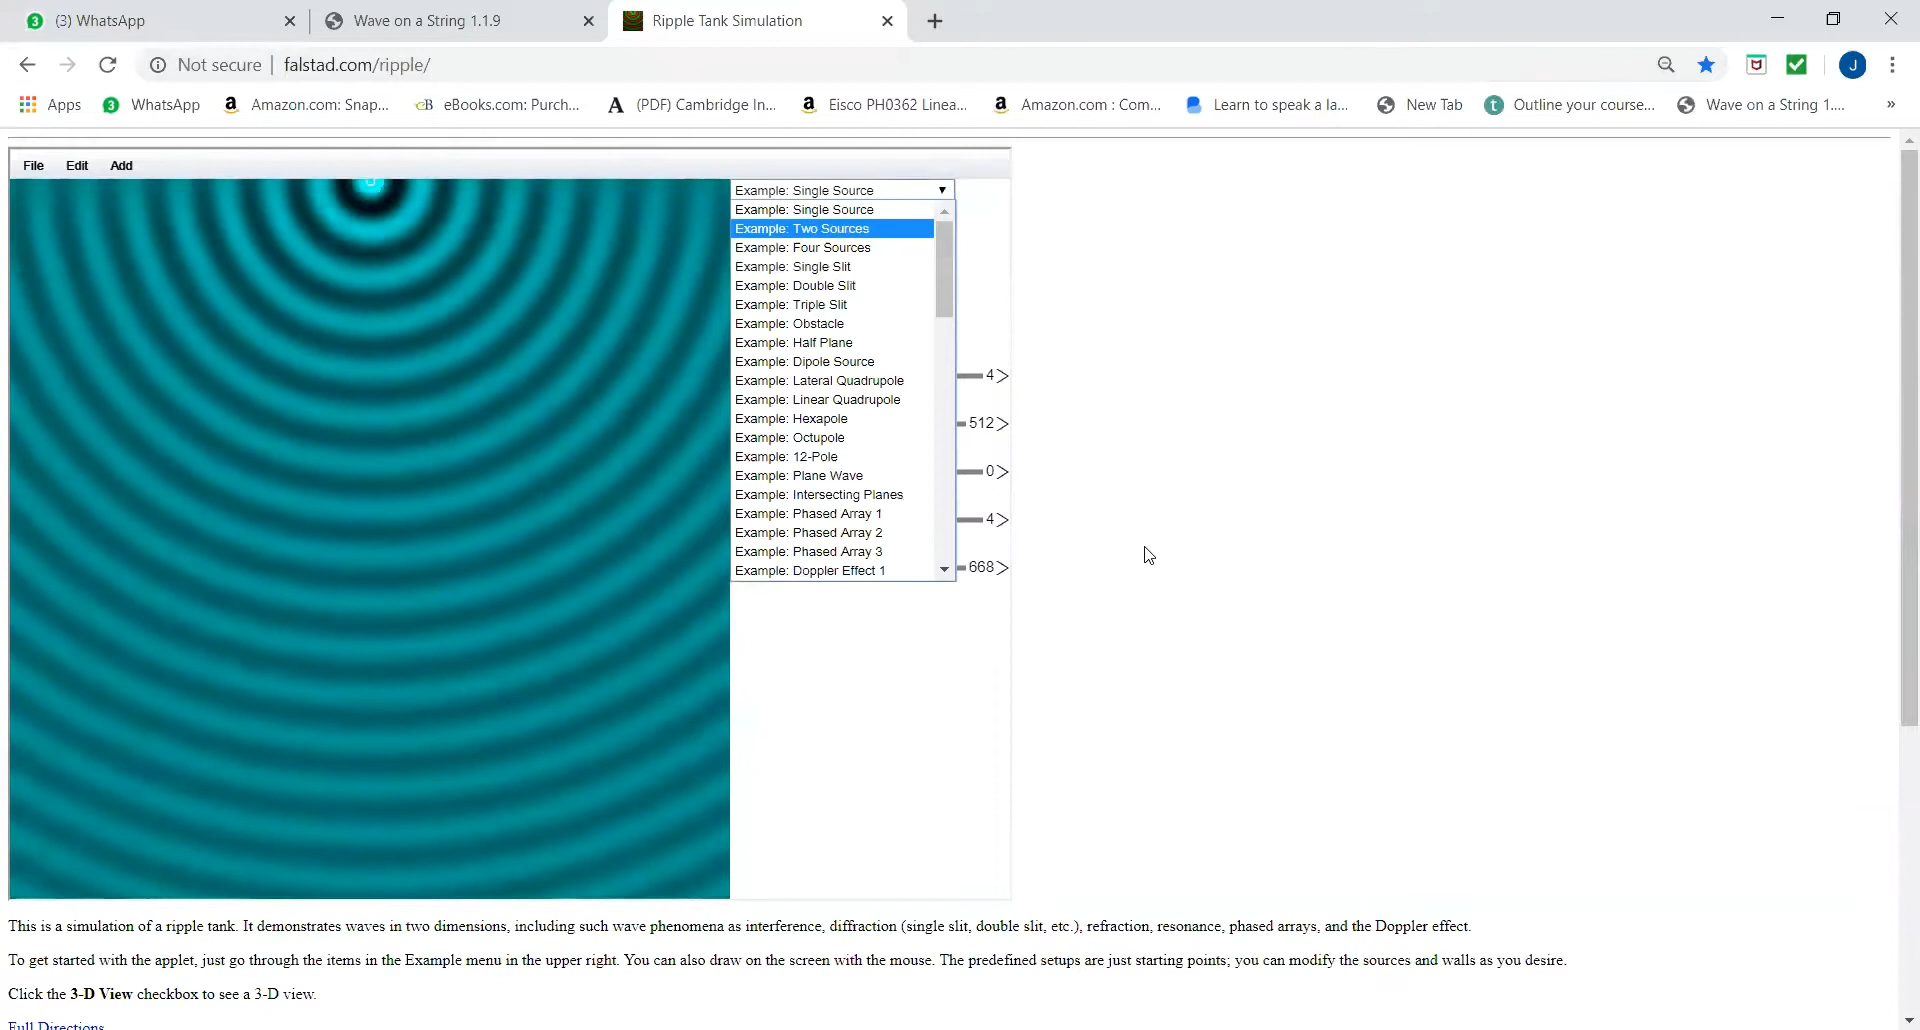 3 (3) WhatsApp
Wave on a String 1.1.9
Ripple Tank Simulation
Not secure | falstad.com/ripple/
J
Apps
3 WhatsApp
a Amazon.com: Snap...
eB eBooks.com: Purch...
A (PDF) Cambridge In...
a Eisco PH0362 Linea...
a Amazon.com : Com...
Learn to speak a la...
New Tab
t Outline your course...
Wave on a String 1....
»
File Edit Add
Example: Single Source
Example: Single Source
Example: Two Sources
Example: Four Sources
Example: Single Slit
Example: Double Slit
Example: Triple Slit
Example: Obstacle
Example: Half Plane
Example: Dipole Source
Example: Lateral Quadrupole
Example: Linear Quadrupole
Example: Hexapole
Example: Octupole
Example: 12-Pole
Example: Plane Wave
Example: Intersecting Planes
Example: Phased Array 1
Example: Phased Array 2
Example: Phased Array 3
Example: Doppler Effect 1
4
512
0
4
668
This is a simulation of a ripple tank. It demonstrates waves in two dimensions, including such wave phenomena as interference, diffraction (single slit, double slit, etc.), refraction, resonance, phased arrays, and the Doppler effect.
To get started with the applet, just go through the items in the Example menu in the upper right. You can also draw on the screen with the mouse. The predefined setups are just starting points; you can modify the sources and walls as you desire.
Click the 3-D View checkbox to see a 3-D view.
Full Directions